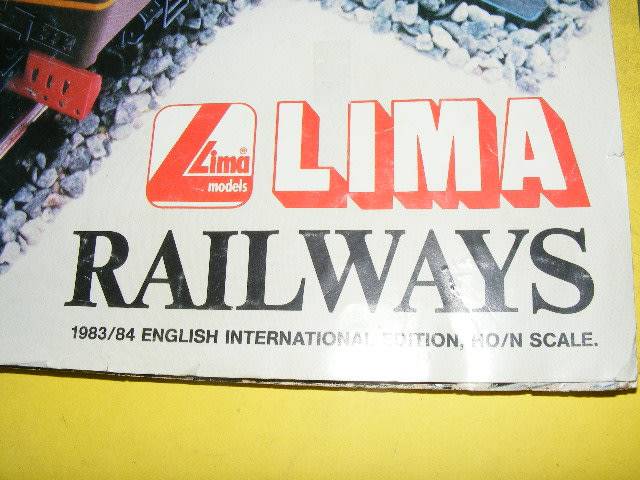 Lima®
models
LIMA
RAILWAYS
1983/84 ENGLISH INTERNATIONAL EDITION, HO/N SCALE.